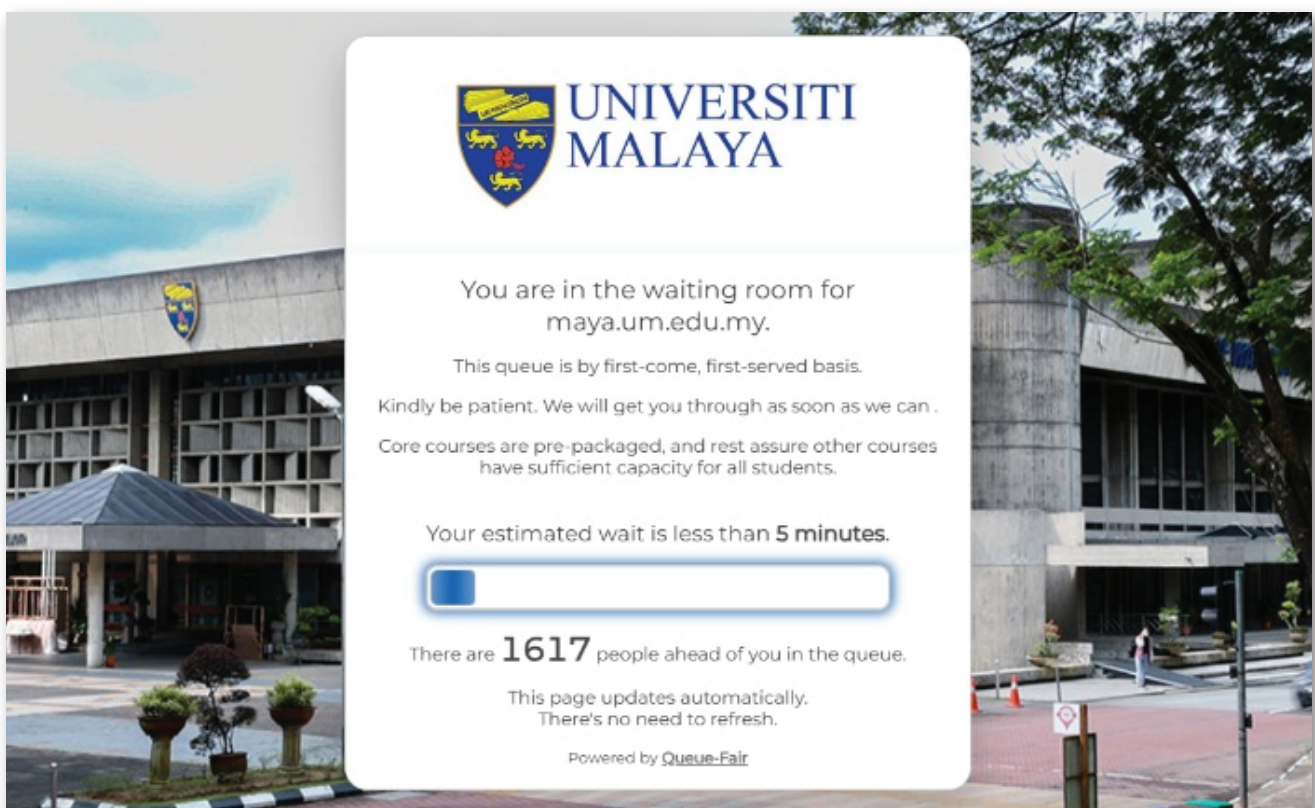 UNIVERSITI
MALAYA
You are in the waiting room for
maya.um.edu.my.
This queue is by first-come, first-served basis.
Kindly be patient. We will get you through as soon as we can .
Core courses are pre-packaged, and rest assure other courses
have sufficient capacity for all students.
Your estimated wait is less than 5 minutes.
There are 1617 people ahead of you in the queue.
This page updates automatically.
There's no need to refresh.
Powered by Queue-Fair